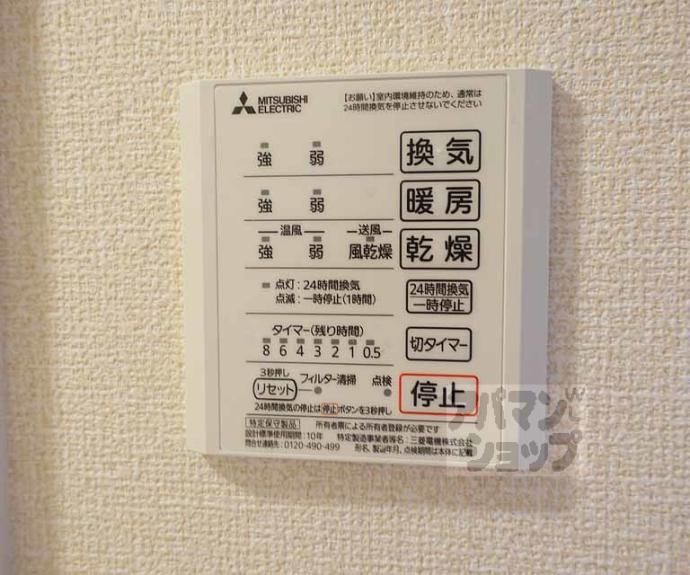 MITSUBISHI
ELECTRIC
【お願い】室内環境維持のため、通常は
24時間換気を停止させないでください
強 弱 換気
強 弱 暖房
温風 送風
強 弱 風乾燥 乾燥
点灯：24時間換気
点滅：一時停止(1時間)
24時間換気
一時停止
タイマー(残り時間)
8 6 4 3 2 1 0.5
切タイマー
3秒押し
リセット フィルター清掃 点検
停止
24時間換気の停止は 停止 ボタンを3秒押し
特定保守製品 所有者票による所有者登録が必要です
設計標準使用期間：10年 特定製造事業者等名：三菱電機株式会社
問合せ連絡先：0120-490-499 形名、製造年月、点検期間は本体に記載
アパマン
ショップ